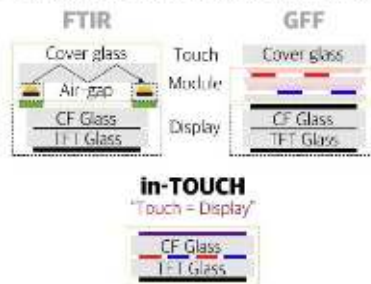 FTIR
GFF
Cover glass
Touch
Cover glass
Air-gap
Module
CF Glass
Display
CF Glass
TFT Glass
TFT Glass
in-TOUCH
"Touch = Display"
CF Glass
TFT Glass